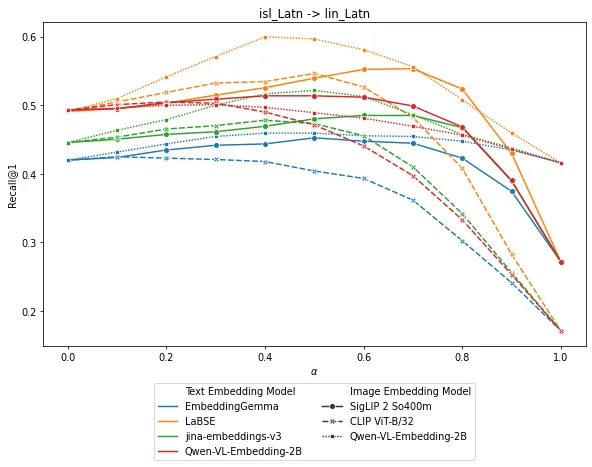 isl_Latn -> lin_Latn
0.6
0.5
0.4
0.3
0.2
Recall@1
0.0 0.2 0.4 0.6 0.8 1.0
α
Text Embedding Model Image Embedding Model
EmbeddingGemma SigLIP 2 So400m
LaBSE CLIP ViT-B/32
jina-embeddings-v3 Qwen-VL-Embedding-2B
Qwen-VL-Embedding-2B